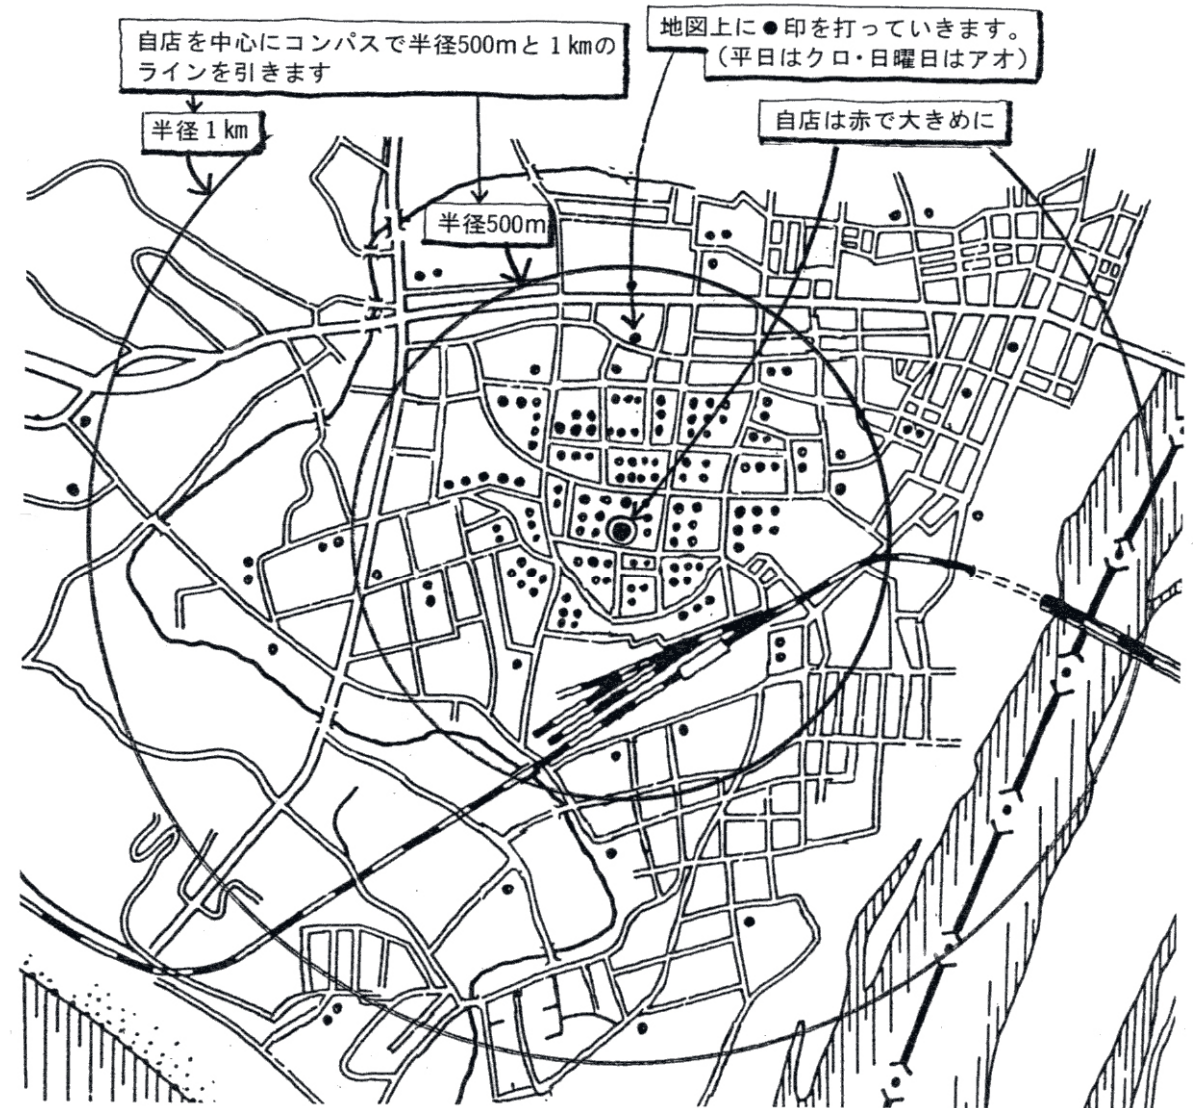 自店を中心にコンパスで半径500mと1kmの
ラインを引きます
地図上に●印を打っていきます。
(平日はクロ・日曜日はアオ)
半径1km
自店は赤で大きめに
半径500m